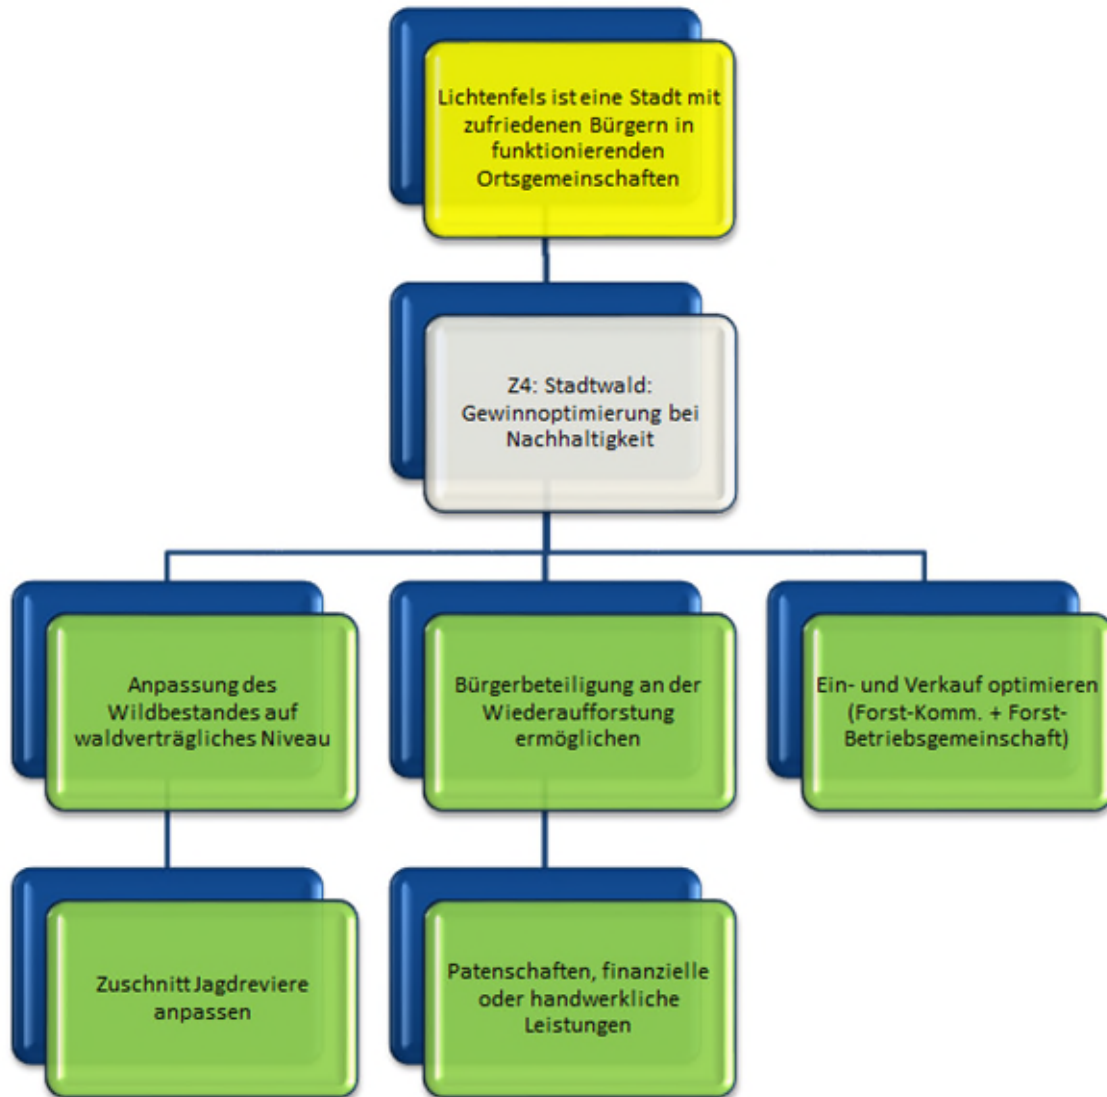 Lichtenfels ist eine Stadt mit
zufriedenen Bürgern in
funktionierenden
Ortsgemeinschaften
Z4: Stadtwald:
Gewinnoptimierung bei
Nachhaltigkeit
Anpassung des
Wildbestandes auf
waldverträgliches Niveau
Bürgerbeteiligung an der
Wiederaufforstung
ermöglichen
Ein- und Verkauf optimieren
(Forst-Komm. + Forst-
Betriebsgemeinschaft)
Zuschnitt Jagdreviere
anpassen
Patenschaften, finanzielle
oder handwerkliche
Leistungen